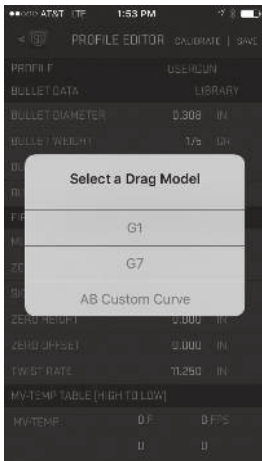 AT&T LTE 1:53 PM
< PROFILE EDITOR CALIBRATE | SAVE
PROFILE USERGUN
BULLET DATA LIBRARY
BULLET DIAMETER 0.308 IN
BULLET WEIGHT 175 GR
Select a Drag Model
G1
G7
AB Custom Curve
ZERO HEIGHT 0.000 IN
ZERO OFFSET 0.000 IN
TWIST RATE 11.250 IN
MV-TEMP TABLE (HIGH TO LOW)
MV-TEMP 0 F 0 FPS
0 0